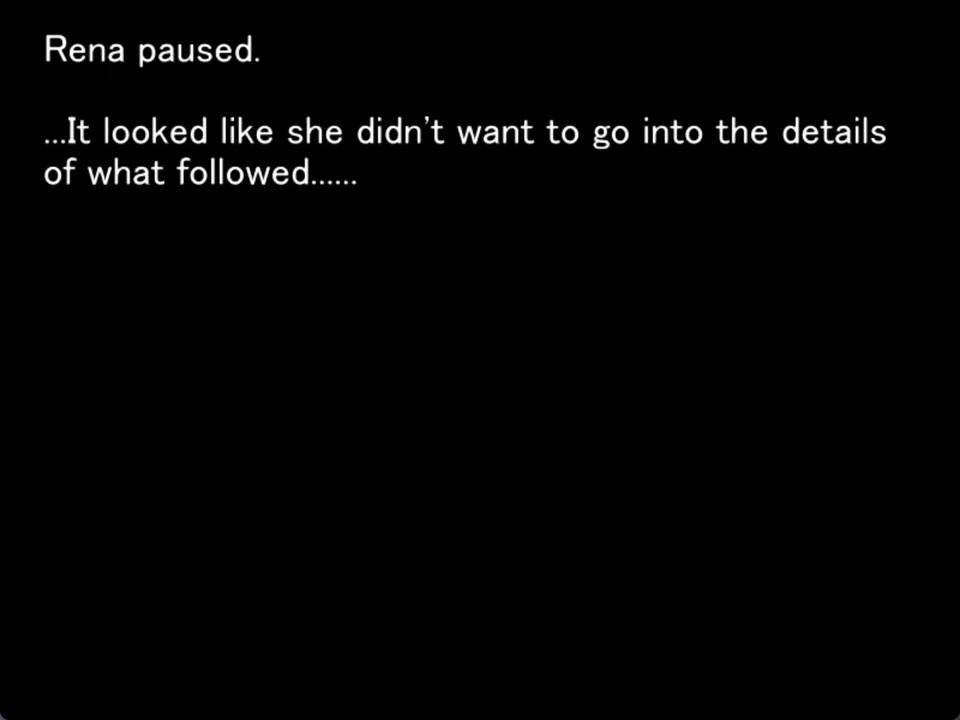 Rena paused.
...It looked like she didn't want to go into the details
of what followed......